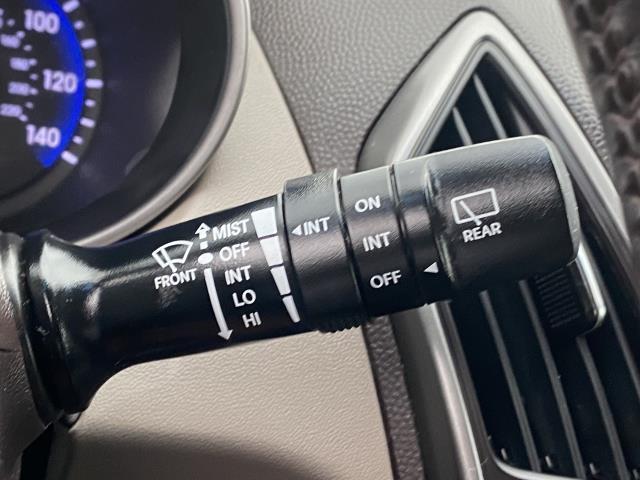 100
120
140
MIST
OFF
INT
LO
HI
FRONT
INT
ON
INT
OFF
REAR